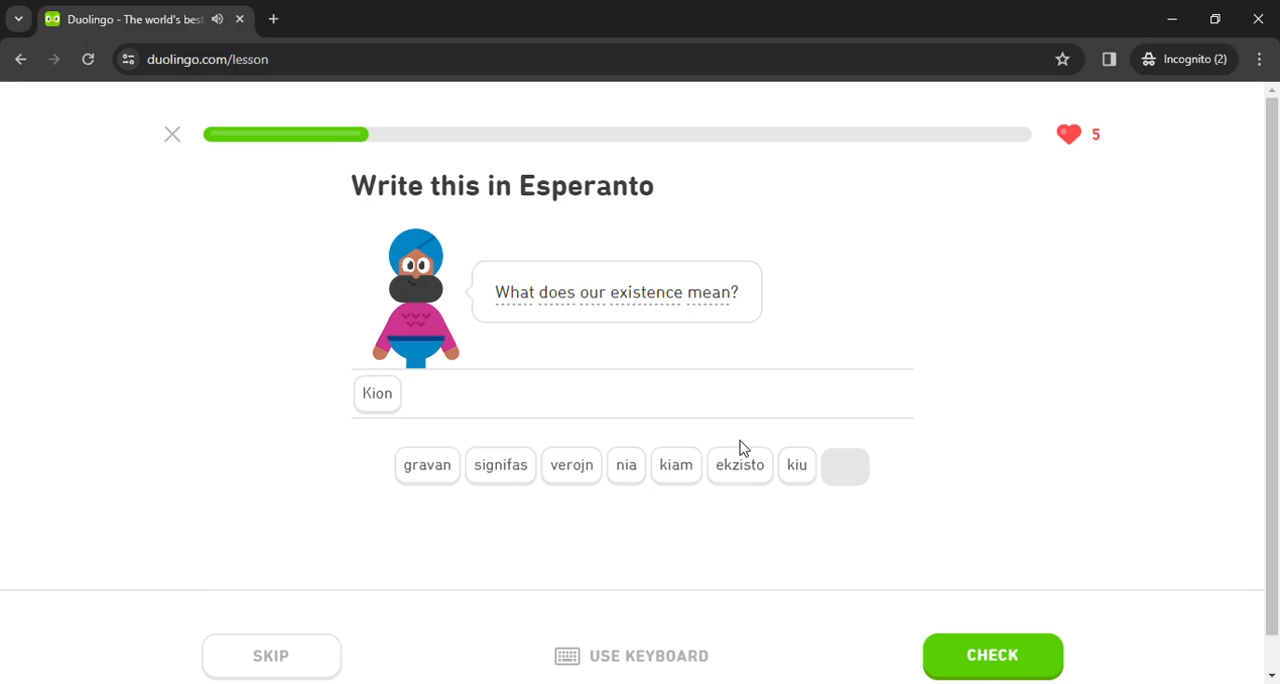 Duolingo - The world's best
duolingo.com/lesson
Incognito (2)
5
Write this in Esperanto
What does our existence mean?
Kion
gravan signifas verojn nia kiam ekzisto kiu
SKIP
USE KEYBOARD
CHECK